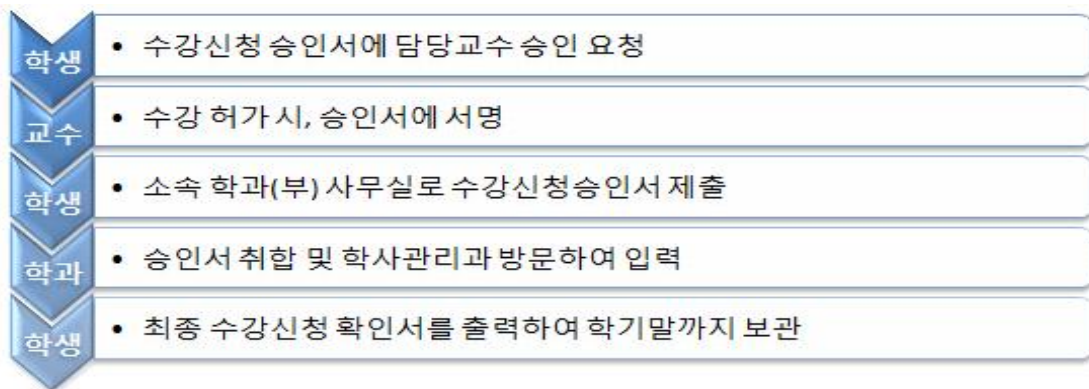 학생
• 수강신청 승인서에 담당교수 승인 요청
교수
• 수강 허가 시, 승인서에 서명
학생
• 소속 학과(부) 사무실로 수강신청승인서 제출
학과
• 승인서 취합 및 학사관리과 방문하여 입력
학생
• 최종 수강신청 확인서를 출력하여 학기말까지 보관